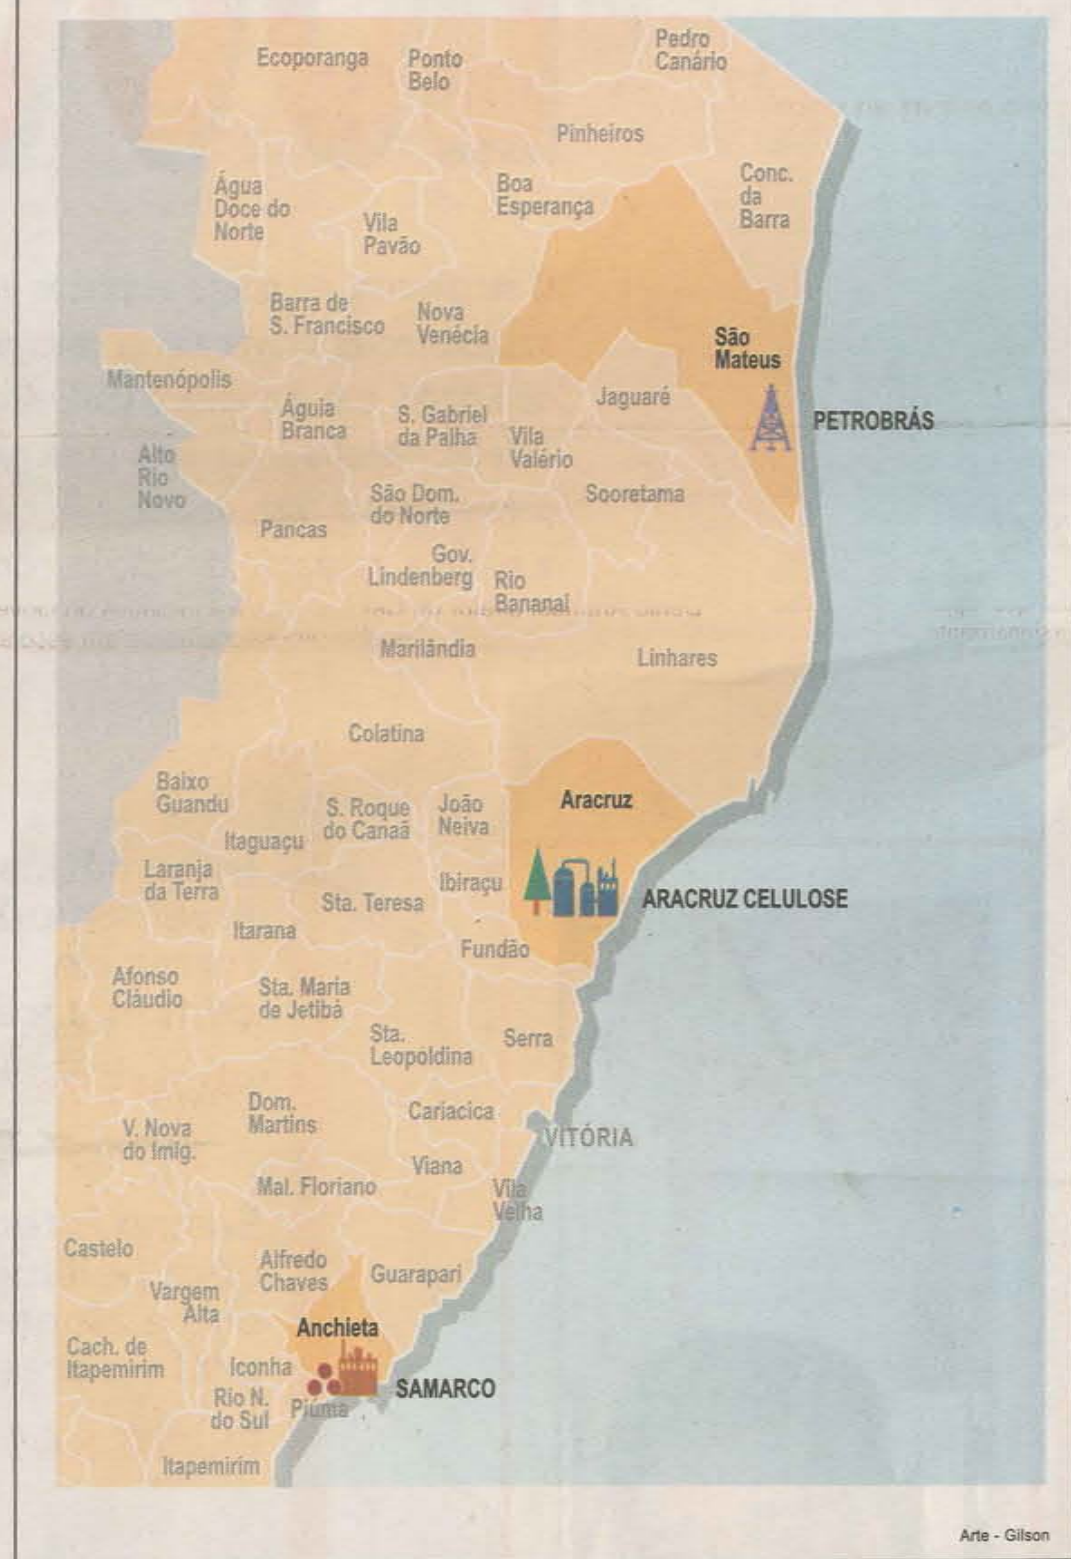 Ecoporanga
Ponto
Belo
Pedro
Canário
Pinheiros
Água
Doce do
Norte
Vila
Pavão
Boa
Esperança
Conc.
da
Barra
Barra de
S. Francisco
Nova
Venécia
São
Mateus
Mantenópolis
Águia
Branca
S. Gabriel
da Palha
Jaguaré
PETROBRÁS
Vila
Valério
Alto
Rio
Novo
São Dom.
do Norte
Sooretama
Pancas
Gov.
Lindenberg
Rio
Bananal
Marilândia
Linhares
Colatina
Baixo
Guandu
S. Roque
do Canaã
João
Neiva
Aracruz
Itaguaçu
Laranja
da Terra
Ibiraçu
Sta. Teresa
ARACRUZ CELULOSE
Itarana
Fundão
Afonso
Cláudio
Sta. Maria
de Jetibá
Sta.
Leopoldina
Serra
Dom.
Martins
Cariacica
V. Nova
do Imig.
VITÓRIA
Viana
Mal. Floriano
Vila
Velha
Castelo
Alfredo
Chaves
Guarapari
Vargem
Alta
Anchieta
Cach. de
Itapemirim
Iconha
SAMARCO
Rio N.
do Sul
Piúma
Itapemirim
Arte - Gilson